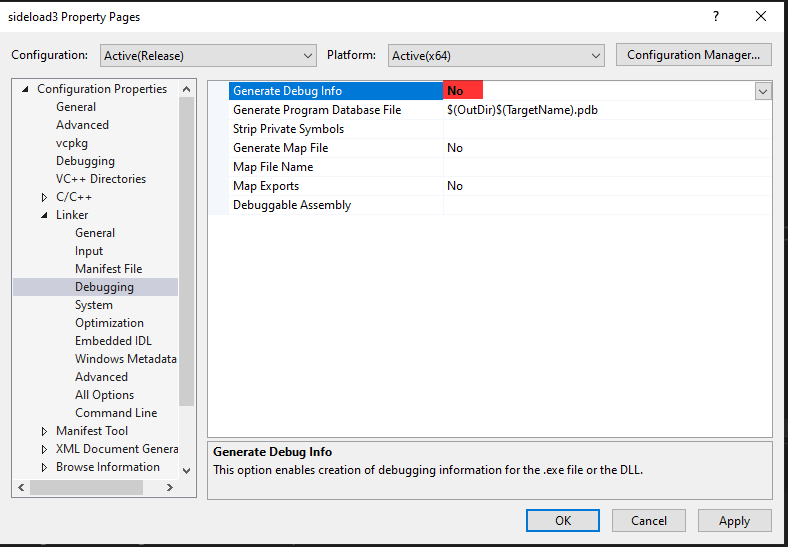 sideload3 Property Pages
Configuration: Active(Release) Platform: Active(x64) Configuration Manager...
Configuration Properties
General
Advanced
vcpkg
Debugging
VC++ Directories
C/C++
Linker
General
Input
Manifest File
Debugging
System
Optimization
Embedded IDL
Windows Metadata
Advanced
All Options
Command Line
Manifest Tool
XML Document Genera
Browse Information
Generate Debug Info No
Generate Program Database File $(OutDir)$(TargetName).pdb
Strip Private Symbols
Generate Map File No
Map File Name
Map Exports No
Debuggable Assembly
Generate Debug Info
This option enables creation of debugging information for the .exe file or the DLL.
OK Cancel Apply